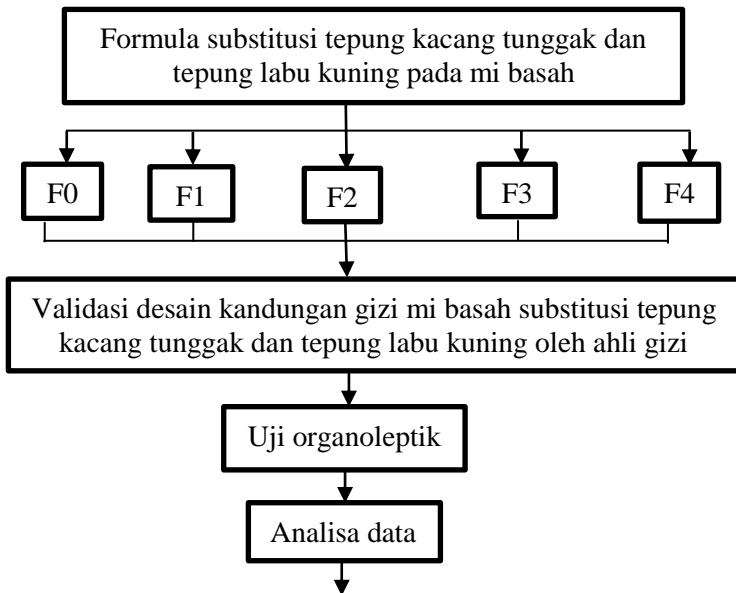 Formula substitusi tepung kacang tunggak dan
tepung labu kuning pada mi basah
F0
F1
F2
F3
F4
Validasi desain kandungan gizi mi basah substitusi tepung
kacang tunggak dan tepung labu kuning oleh ahli gizi
Uji organoleptik
Analisa data